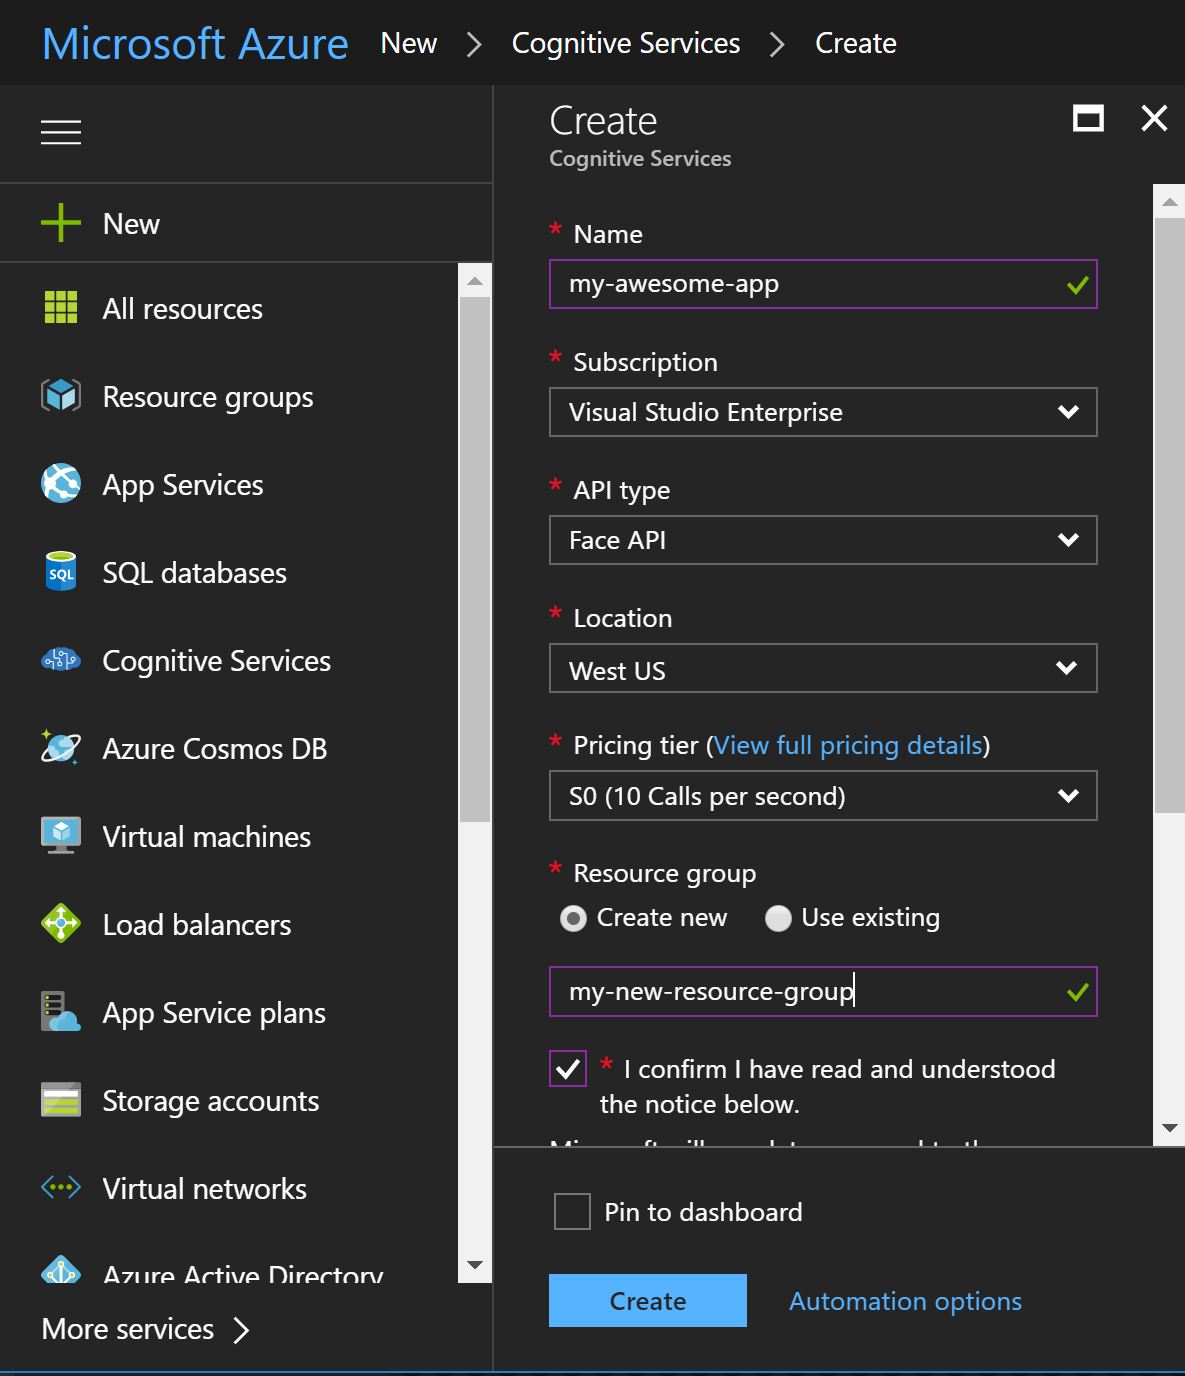 Microsoft Azure New > Cognitive Services > Create
Create
Cognitive Services
New
All resources
Resource groups
App Services
SQL databases
SQL
Cognitive Services
Azure Cosmos DB
Virtual machines
Load balancers
App Service plans
Storage accounts
Virtual networks
Azure Active Directory
More services >
* Name
my-awesome-app
* Subscription
Visual Studio Enterprise
* API type
Face API
* Location
West US
* Pricing tier (View full pricing details)
S0 (10 Calls per second)
* Resource group
Create new Use existing
my-new-resource-group
* I confirm I have read and understood
the notice below.
Pin to dashboard
Create Automation options